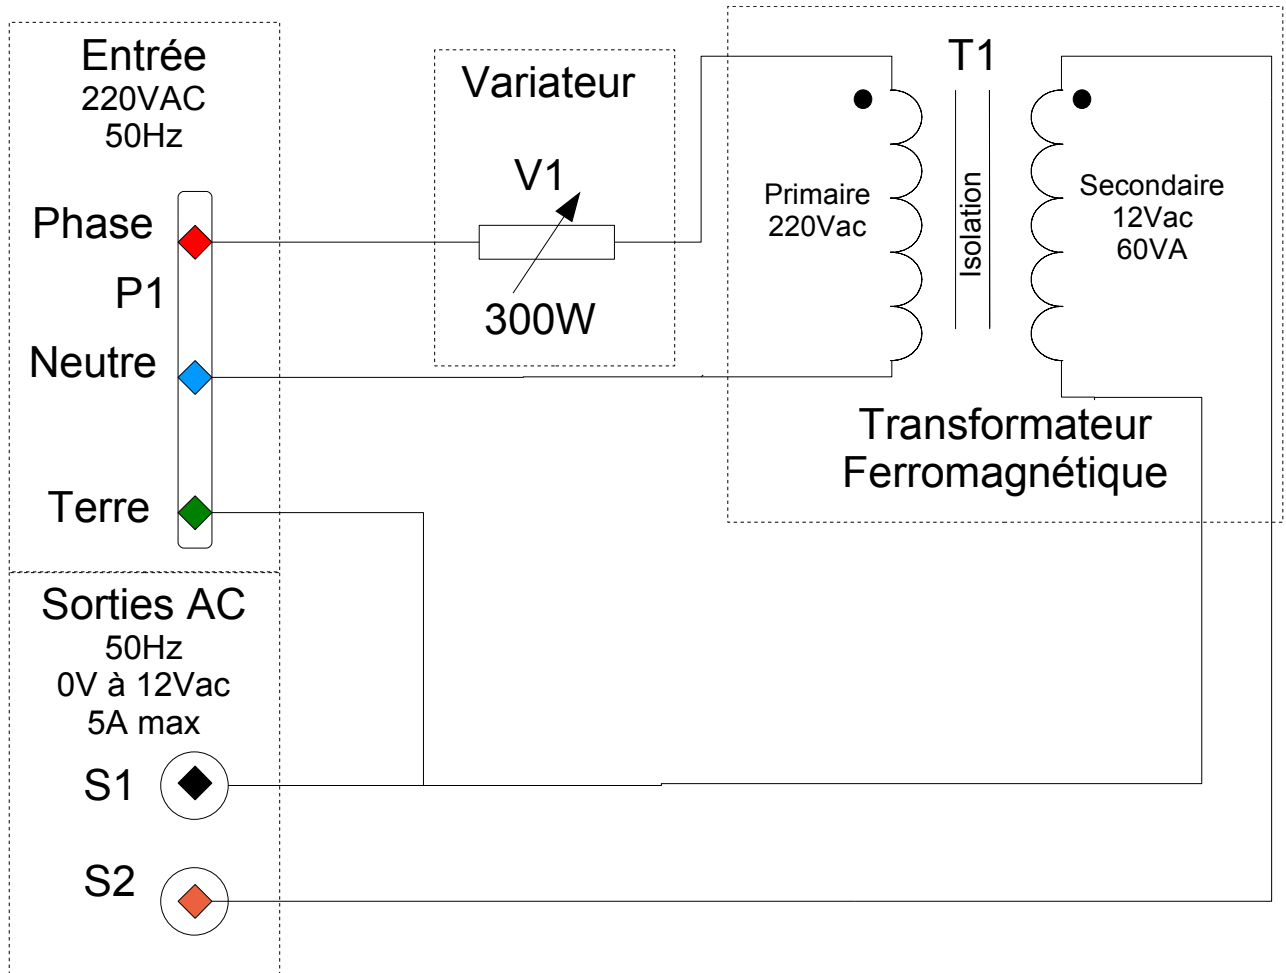 Entrée
220VAC
50Hz
Phase
P1
Neutre
Terre
Sorties AC
50Hz
0V à 12Vac
5A max
S1
S2
Variateur
V1
300W
T1
Primaire
220Vac
Isolation
Secondaire
12Vac
60VA
Transformateur
Ferromagnétique